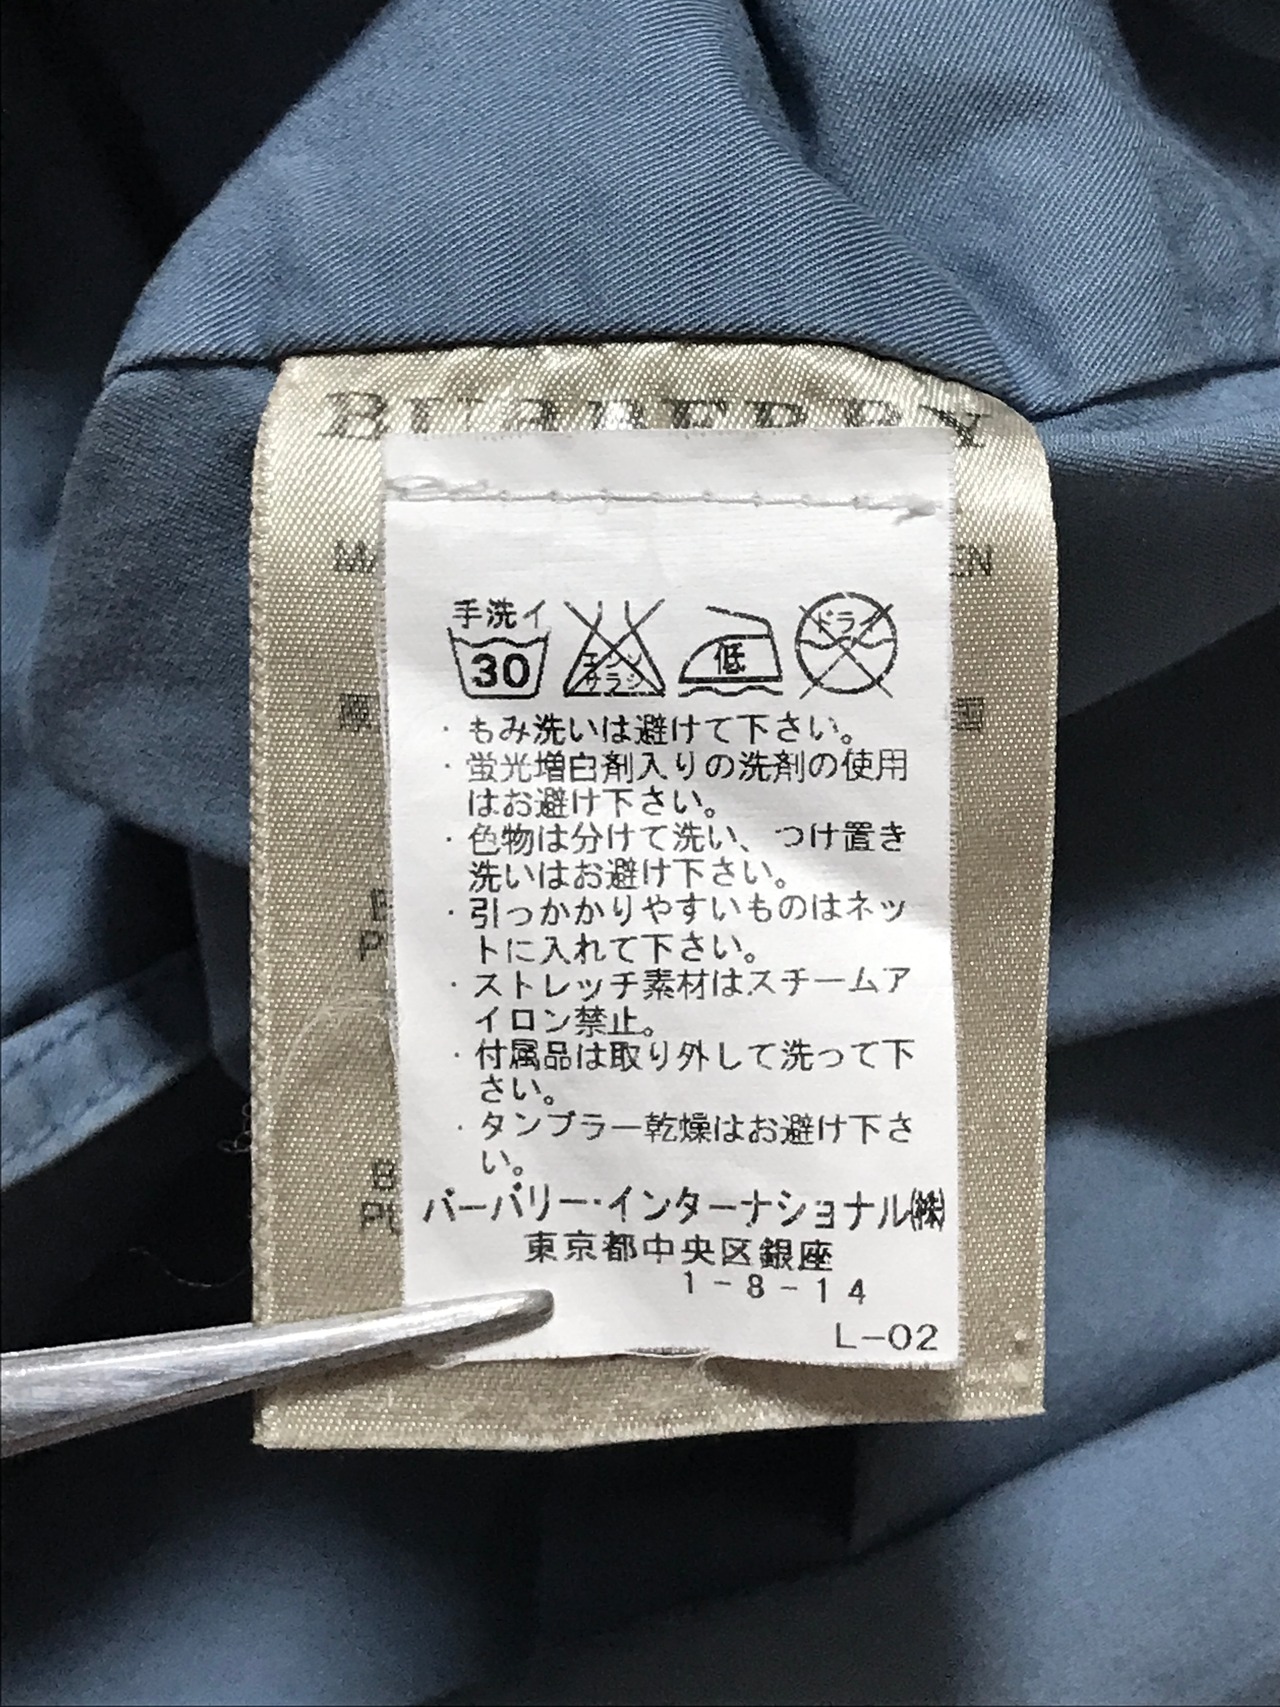 BURBERRY
手洗イ
30
エンソ
サラシ
低
ドライ
・もみ洗いは避けて下さい。
・蛍光増白剤入りの洗剤の使用
はお避け下さい。
・色物は分けて洗い、つけ置き
洗いはお避け下さい。
・引っかかりやすいものはネッ
トに入れて下さい。
・ストレッチ素材はスチームア
イロン禁止。
・付属品は取り外して洗って下
さい。
・タンブラー乾燥はお避け下さ
い。
バーバリー・インターナショナル㈱
東京都中央区銀座
1-8-14
L-02